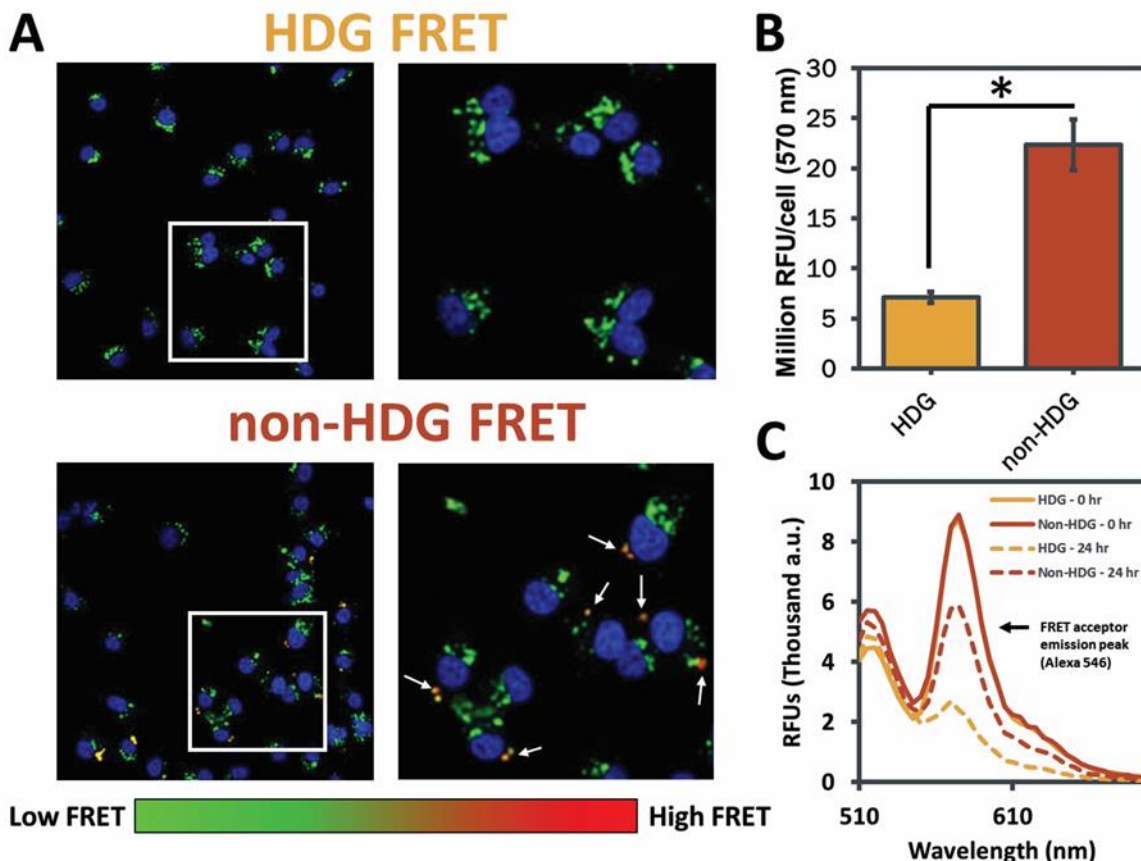 A
HDG FRET
non-HDG FRET
Low FRET
High FRET
B
Million RFU/cell (570 nm)
30
25
20
15
10
5
0
*
HDG
non-HDG
C
RFUs (Thousand a.u.)
10
8
6
4
2
0
HDG - 0 hr
Non-HDG - 0 hr
HDG - 24 hr
Non-HDG - 24 hr
FRET acceptor
emission peak
(Alexa 546)
510
610
Wavelength (nm)